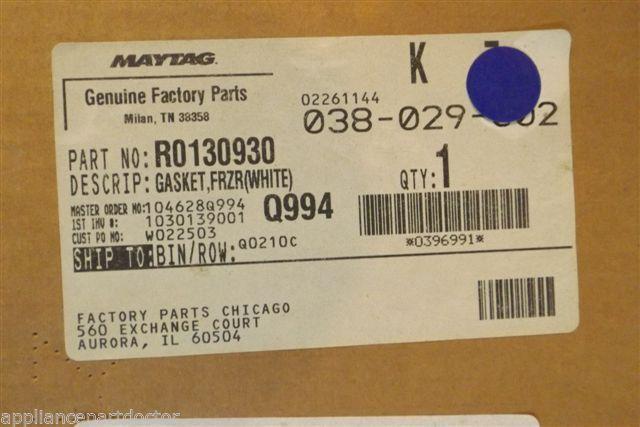 MAYTAG
K
Genuine Factory Parts
Milan, TN 38358
02261144
038-029-002
PART NO: R0130930
DESCRIP: GASKET,FRZR(WHITE)
QTY: 1
MASTER ORDER NO: 104628Q994
Q994
1ST INV #: 1030139001
CUST PO NO: W022503
*0396991*
SHIP TO: BIN/ROW: Q0210C
FACTORY PARTS CHICAGO
560 EXCHANGE COURT
AURORA, IL 60504
© appliancepartdoctor